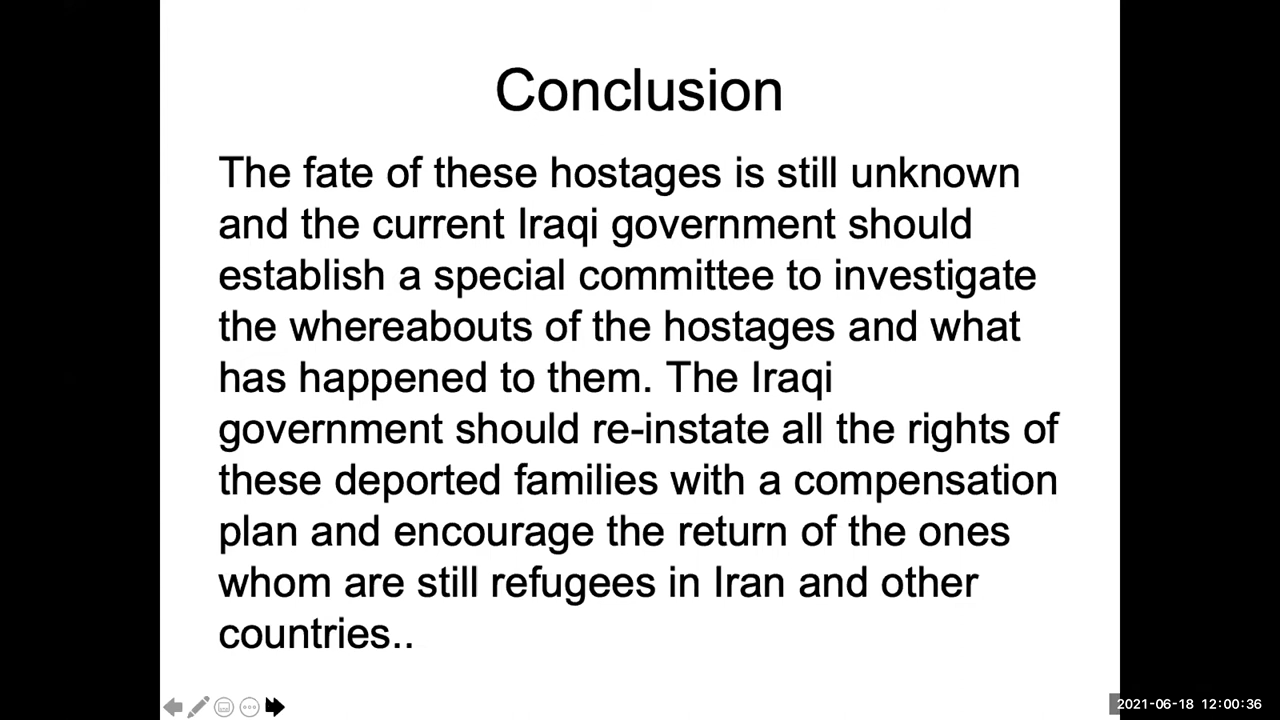 Conclusion
The fate of these hostages is still unknown
and the current Iraqi government should
establish a special committee to investigate
the whereabouts of the hostages and what
has happened to them. The Iraqi
government should re-instate all the rights of
these deported families with a compensation
plan and encourage the return of the ones
whom are still refugees in Iran and other
countries..
2021-06-18 12:00:36